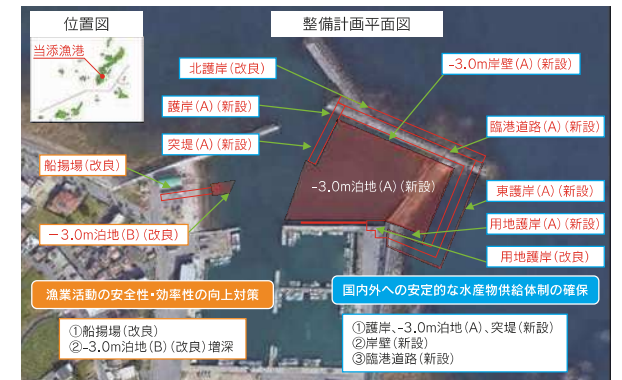 位置図
当添漁港
整備計画平面図
北護岸(改良)
-3.0m岸壁(A)(新設)
護岸(A)(新設)
臨港道路(A)(新設)
突堤(A)(新設)
船揚場(改良)
-3.0m泊地(A)(新設)
東護岸(A)(新設)
-3.0m泊地(B)(改良)
用地護岸(A)(新設)
用地護岸(改良)
漁業活動の安全性・効率性の向上対策
①船揚場(改良)
②-3.0m泊地(B)(改良)増深
国内外への安定的な水産物供給体制の確保
①護岸、-3.0m泊地(A)、突堤(新設)
②岸壁(新設)
③臨港道路(新設)